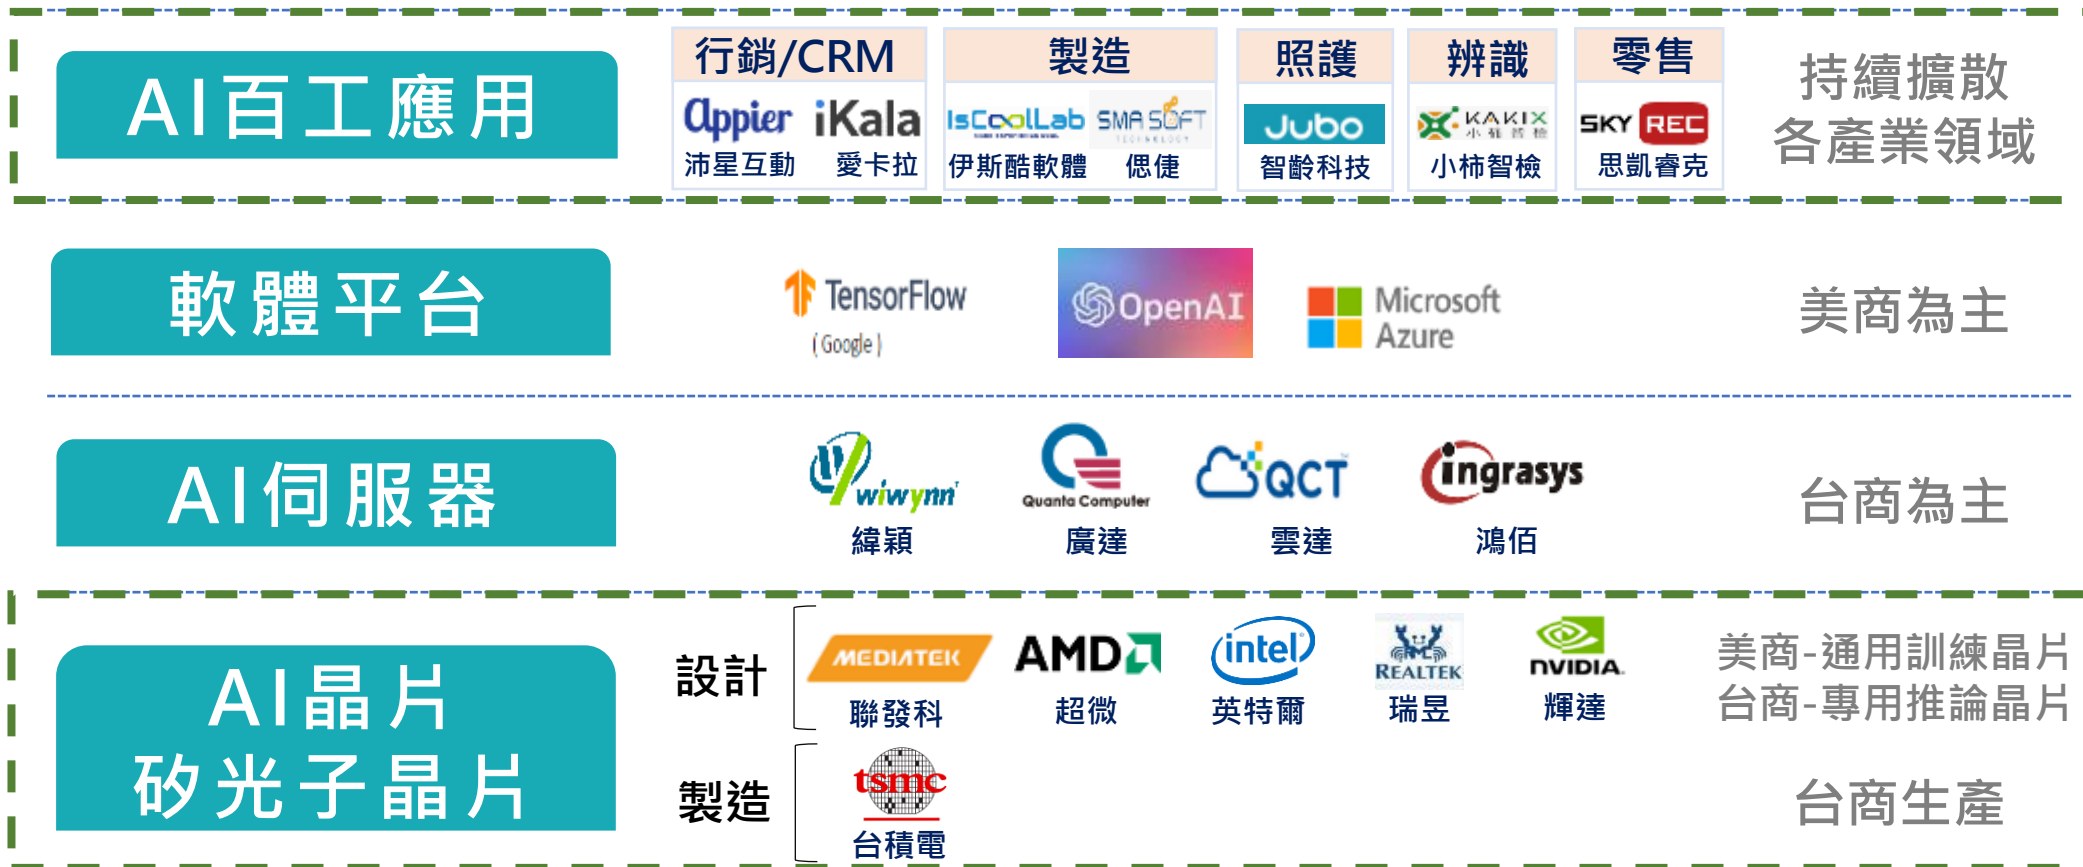 AI百工應用
行銷/CRM
appier iKala
沛星互動 愛卡拉
製造
IsCoolLab SMASOFT
TECHNOLOGY
伊斯酷軟體 偲倢
照護
Jubo
智齡科技
辨識
KAKIX
小柿智檢
小柿智檢
零售
SKY REC
思凱睿克
持續擴散
各產業領域
軟體平台
TensorFlow
(Google)
OpenAI
Microsoft
Azure
美商為主
AI伺服器
wiwynn
緯穎
Quanta Computer
廣達
QCT
雲達
ingrasys
鴻佰
台商為主
AI晶片
矽光子晶片
設計
MEDIATEK
聯發科
AMD
超微
intel
英特爾
REALTEK
瑞昱
NVIDIA
輝達
美商-通用訓練晶片
台商-專用推論晶片
製造
tsmc
台積電
台商生產